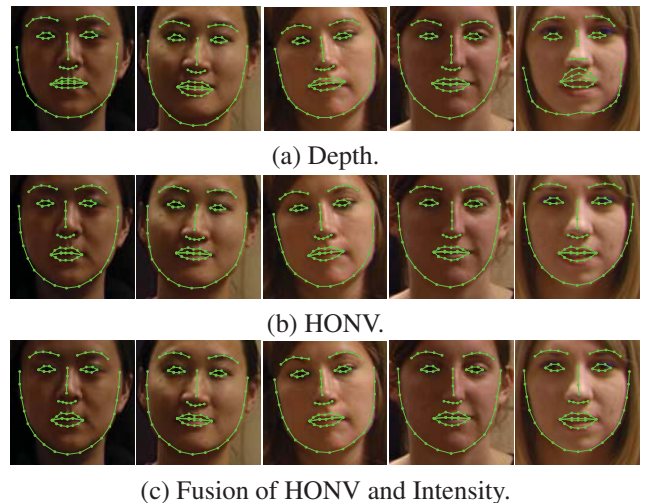 (a) Depth.
(b) HONV.
(c) Fusion of HONV and Intensity.